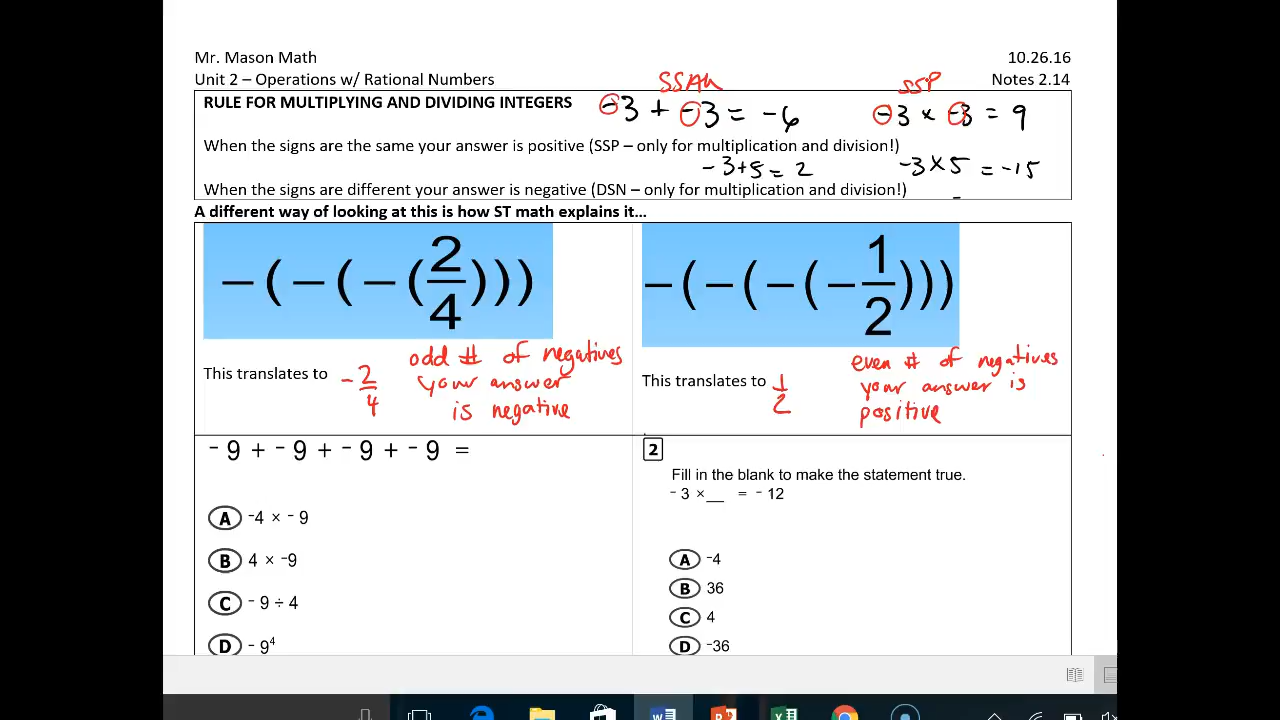 Mr. Mason Math 10.26.16
Unit 2 – Operations w/ Rational Numbers Notes 2.14
SSAK SSP
RULE FOR MULTIPLYING AND DIVIDING INTEGERS -3 + -3 = -6 -3 × -3 = 9
When the signs are the same your answer is positive (SSP – only for multiplication and division!)
-3+5 = 2 -3×5 = -15
When the signs are different your answer is negative (DSN – only for multiplication and division!)
A different way of looking at this is how ST math explains it...
−(−(−(2/4)))
This translates to -2/4
odd # of negatives
your answer
is negative
−(−(−(−1/2)))
This translates to 1/2
even # of negatives
your answer is
positive
-9 + -9 + -9 + -9 =
A -4 × -9
B 4 × -9
C -9 ÷ 4
D -9⁴
2
Fill in the blank to make the statement true.
-3 ×__ = -12
A -4
B 36
C 4
D -36